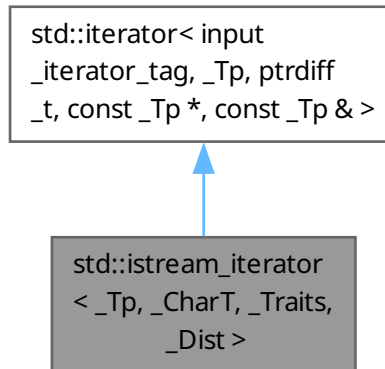 std::iterator< input
_iterator_tag, _Tp, ptrdiff
_t, const _Tp *, const _Tp & >
std::istream_iterator
< _Tp, _CharT, _Traits,
_Dist >